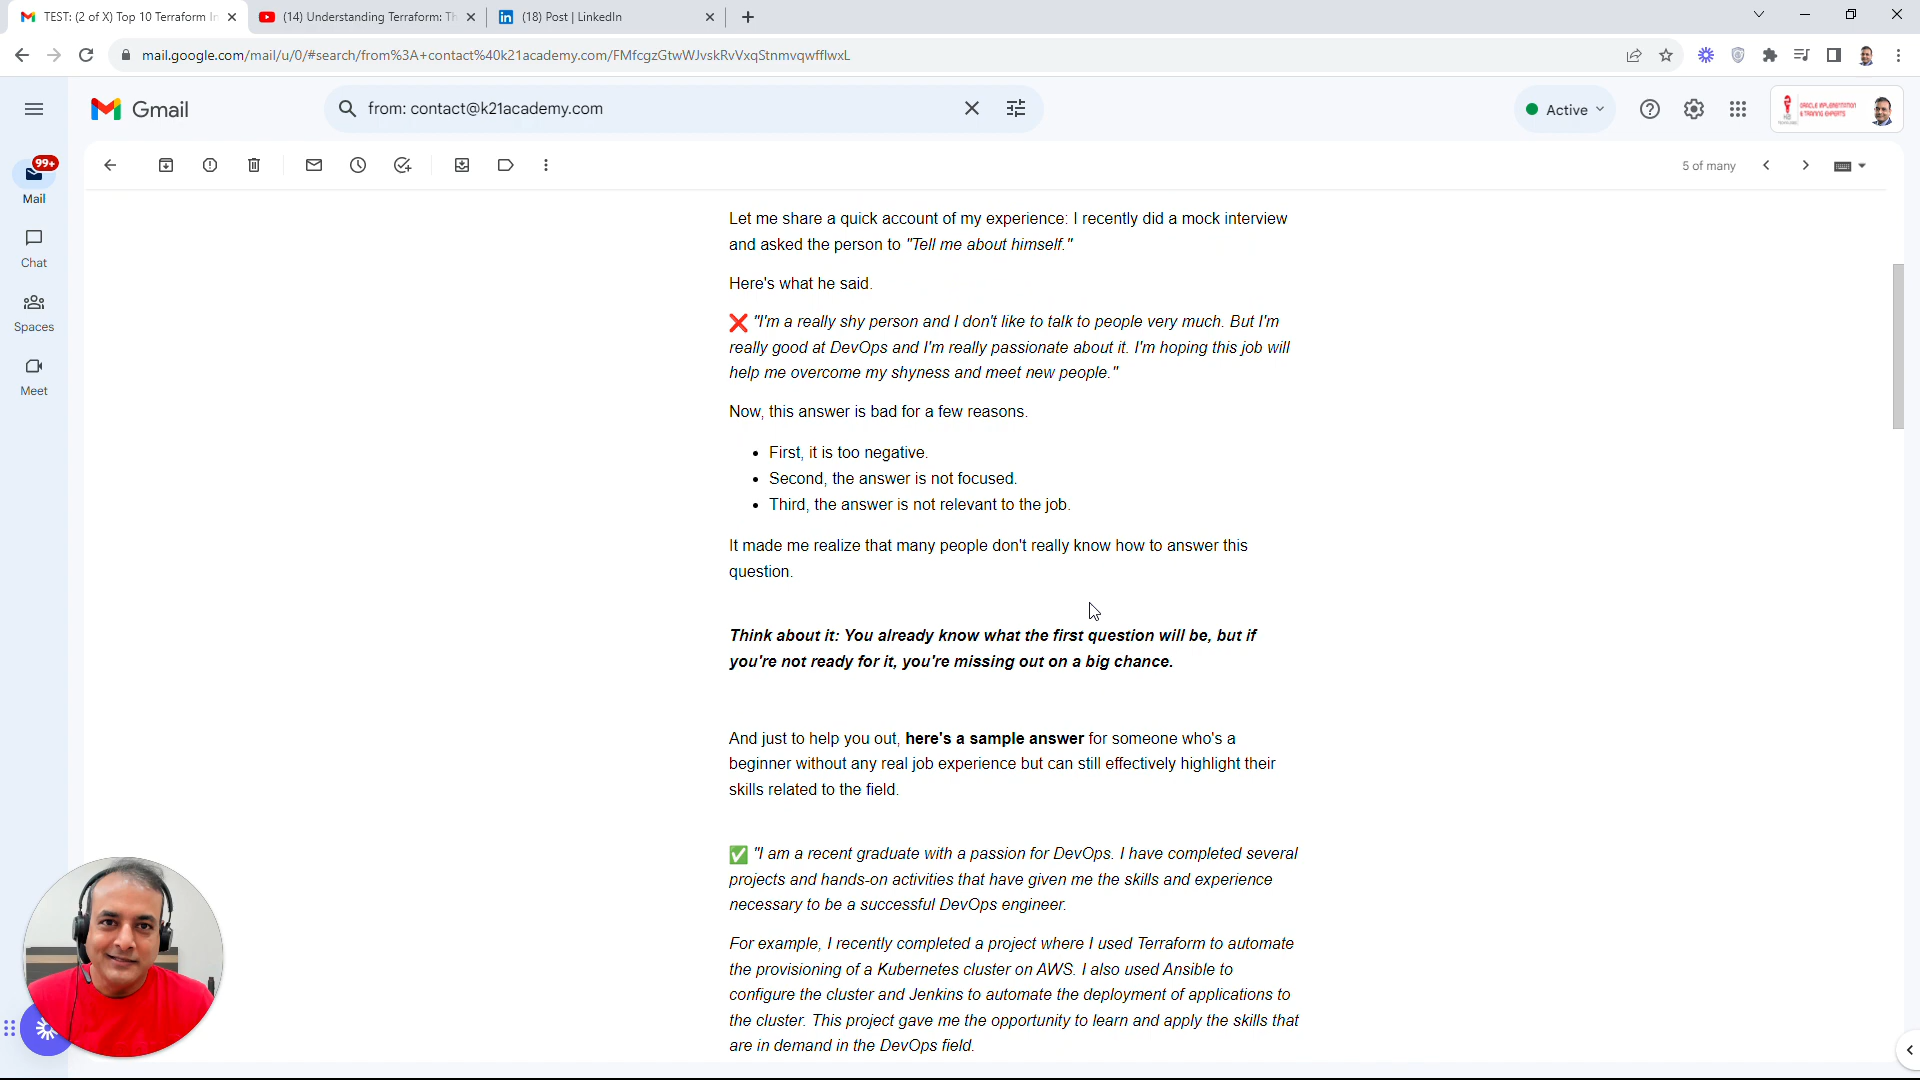 TEST: (2 of X) Top 10 Terraform In
(14) Understanding Terraform: Th
(18) Post | LinkedIn
mail.google.com/mail/u/0/#search/from%3A+contact%40k21academy.com/FMfcgzGtwWJvskRvVxqStnmvqwfflwxL
Gmail
from: contact@k21academy.com
Active
ORACLE IMPLEMENTATION
& TRAINING EXPERTS
5 of many
99+
Mail
Chat
Spaces
Meet
Let me share a quick account of my experience: I recently did a mock interview
and asked the person to "Tell me about himself."
Here's what he said.
❌ "I'm a really shy person and I don't like to talk to people very much. But I'm
really good at DevOps and I'm really passionate about it. I'm hoping this job will
help me overcome my shyness and meet new people."
Now, this answer is bad for a few reasons.
• First, it is too negative.
• Second, the answer is not focused.
• Third, the answer is not relevant to the job.
It made me realize that many people don't really know how to answer this
question.
Think about it: You already know what the first question will be, but if
you're not ready for it, you're missing out on a big chance.
And just to help you out, here's a sample answer for someone who's a
beginner without any real job experience but can still effectively highlight their
skills related to the field.
✅ "I am a recent graduate with a passion for DevOps. I have completed several
projects and hands-on activities that have given me the skills and experience
necessary to be a successful DevOps engineer.
For example, I recently completed a project where I used Terraform to automate
the provisioning of a Kubernetes cluster on AWS. I also used Ansible to
configure the cluster and Jenkins to automate the deployment of applications to
the cluster. This project gave me the opportunity to learn and apply the skills that
are in demand in the DevOps field.